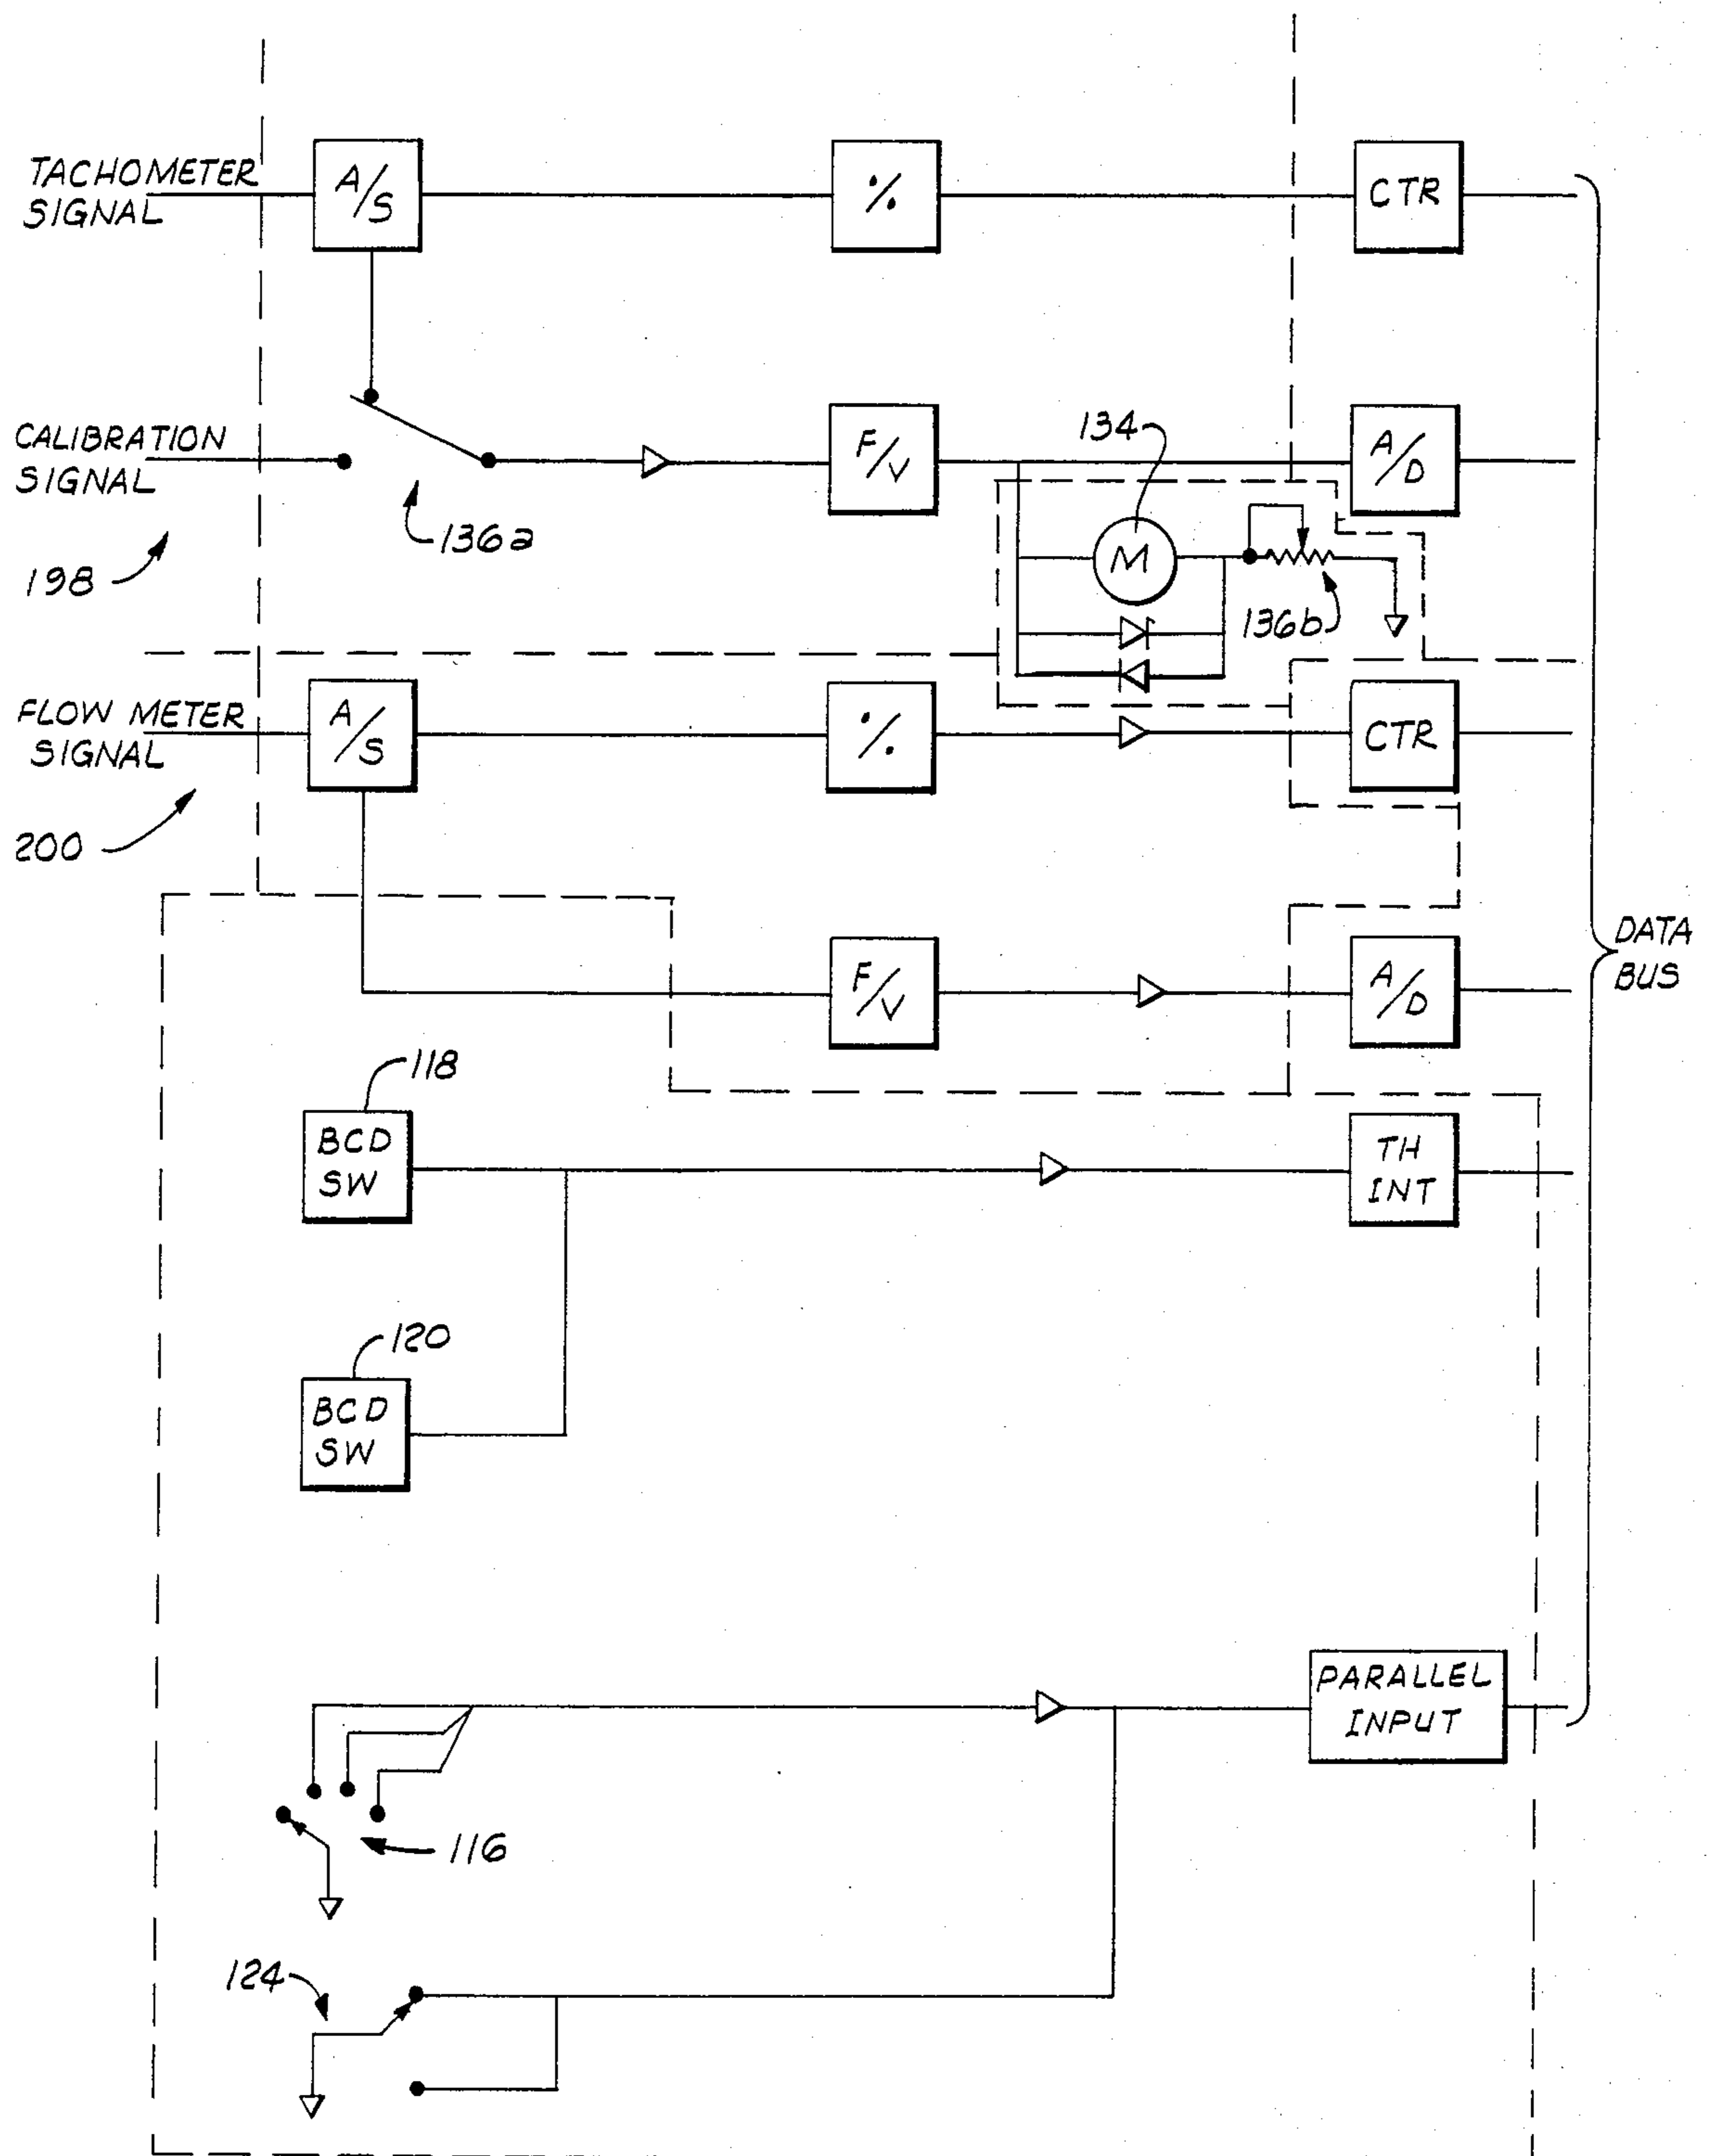 TACHOMETER
SIGNAL
A/S
·/.
CTR
CALIBRATION
SIGNAL
136a
F/V
134
M
136b
A/D
198
FLOW METER
SIGNAL
A/S
·/.
CTR
200
F/V
A/D
DATA
BUS
118
BCD
SW
TH
INT
120
BCD
SW
PARALLEL
INPUT
116
124